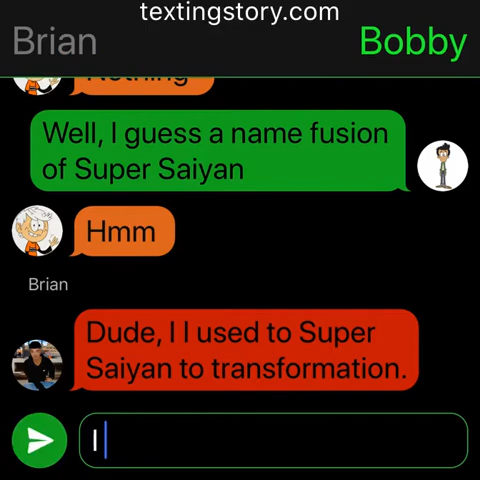 textingstory.com
Brian
Bobby
Nothing
Well, I guess a name fusion
of Super Saiyan
Hmm
Brian
Dude, I I used to Super
Saiyan to transformation.
I